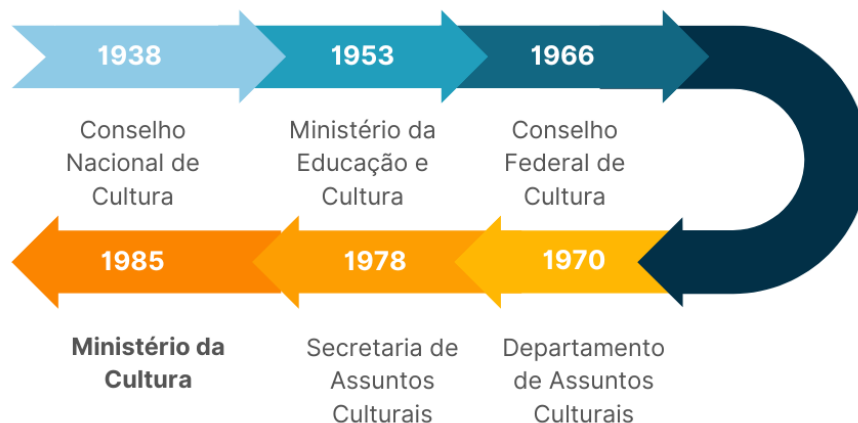 1938
1953
1966
Conselho
Nacional de
Cultura
Ministério da
Educação e
Cultura
Conselho
Federal de
Cultura
1970
1978
1985
Departamento
de Assuntos
Culturais
Secretaria de
Assuntos
Culturais
Ministério da
Cultura